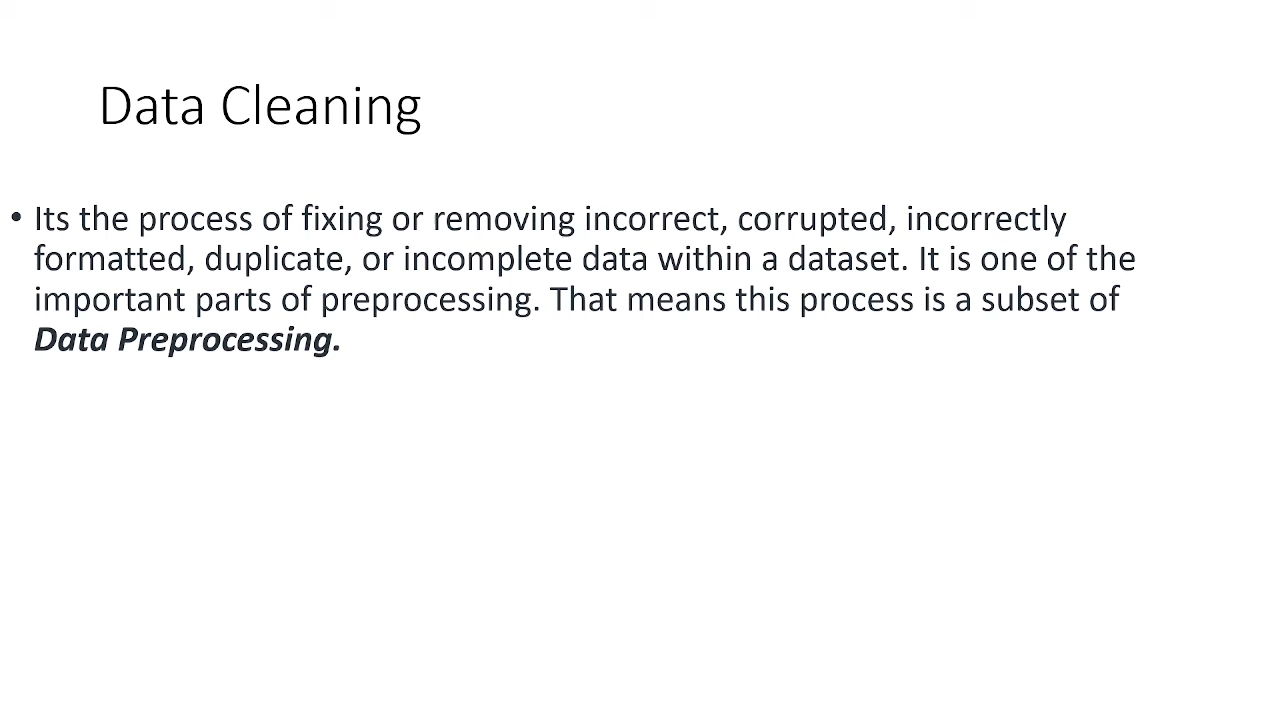 Data Cleaning
• Its the process of fixing or removing incorrect, corrupted, incorrectly
formatted, duplicate, or incomplete data within a dataset. It is one of the
important parts of preprocessing. That means this process is a subset of
Data Preprocessing.